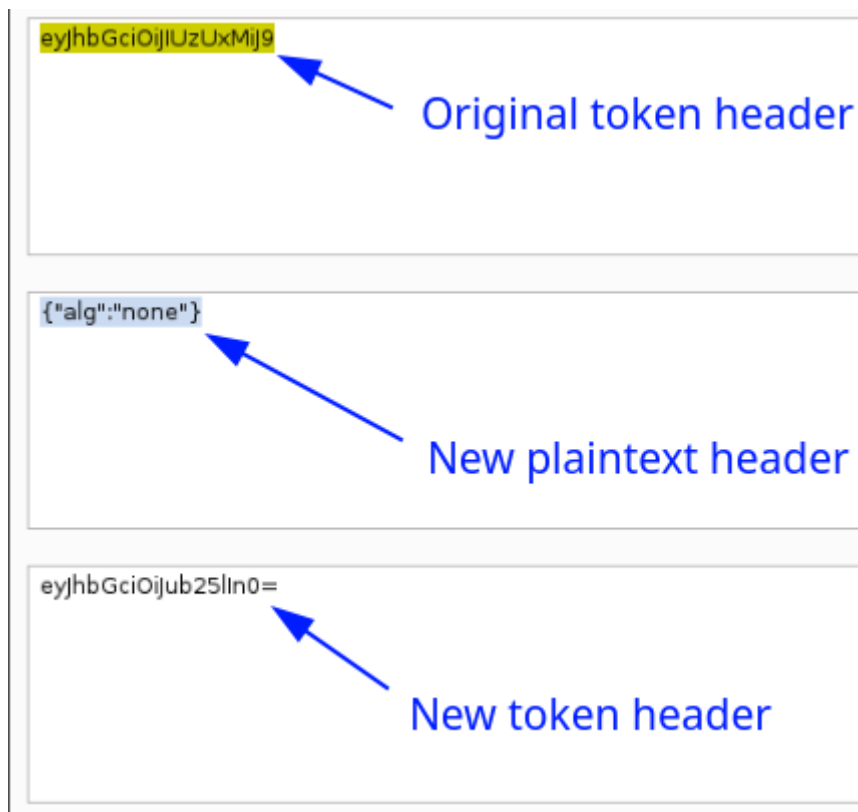 eyJhbGciOiJIUzUxMiJ9
Original token header
{"alg":"none"}
New plaintext header
eyJhbGciOiJub25lIn0=
New token header